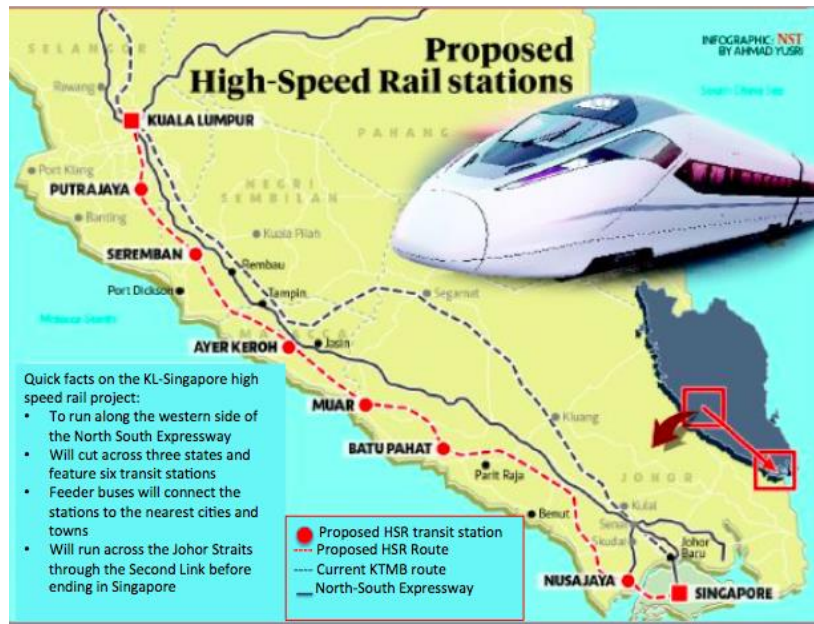 Proposed
High-Speed Rail stations
INFOGRAPHIC: NST
BY AHMAD YUSRI
SELANGOR
Rawang
KUALA LUMPUR
PAHANG
South China Sea
Port Klang
PUTRAJAYA
NEGRI
SEMBILAN
Banting
Kuala Pilah
SEREMBAN
Rembau
Port Dickson
Tampin
Segamat
MALACCA
Jasin
AYER KEROH
MUAR
Kluang
BATU PAHAT
Parit Raja
JOHOR
Benut
Kulai
Senai
Skudai
Johor
Baru
NUSAJAYA
SINGAPORE
Quick facts on the KL-Singapore high
speed rail project:
• To run along the western side of
the North South Expressway
• Will cut across three states and
feature six transit stations
• Feeder buses will connect the
stations to the nearest cities and
towns
• Will run across the Johor Straits
through the Second Link before
ending in Singapore
Proposed HSR transit station
Proposed HSR Route
Current KTMB route
North-South Expressway